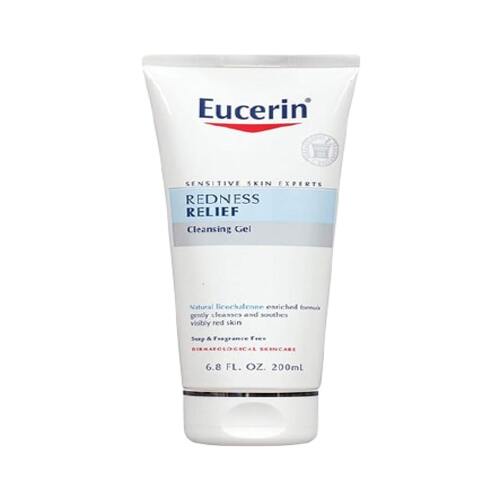 Eucerin®
SENSITIVE SKIN EXPERTS
REDNESS
RELIEF
Cleansing Gel
Natural licochalcone enriched formula
gently cleanses and soothes
visibly red skin
Soap & Fragrance Free
DERMATOLOGICAL SKINCARE
6.8 FL. OZ. 200mL